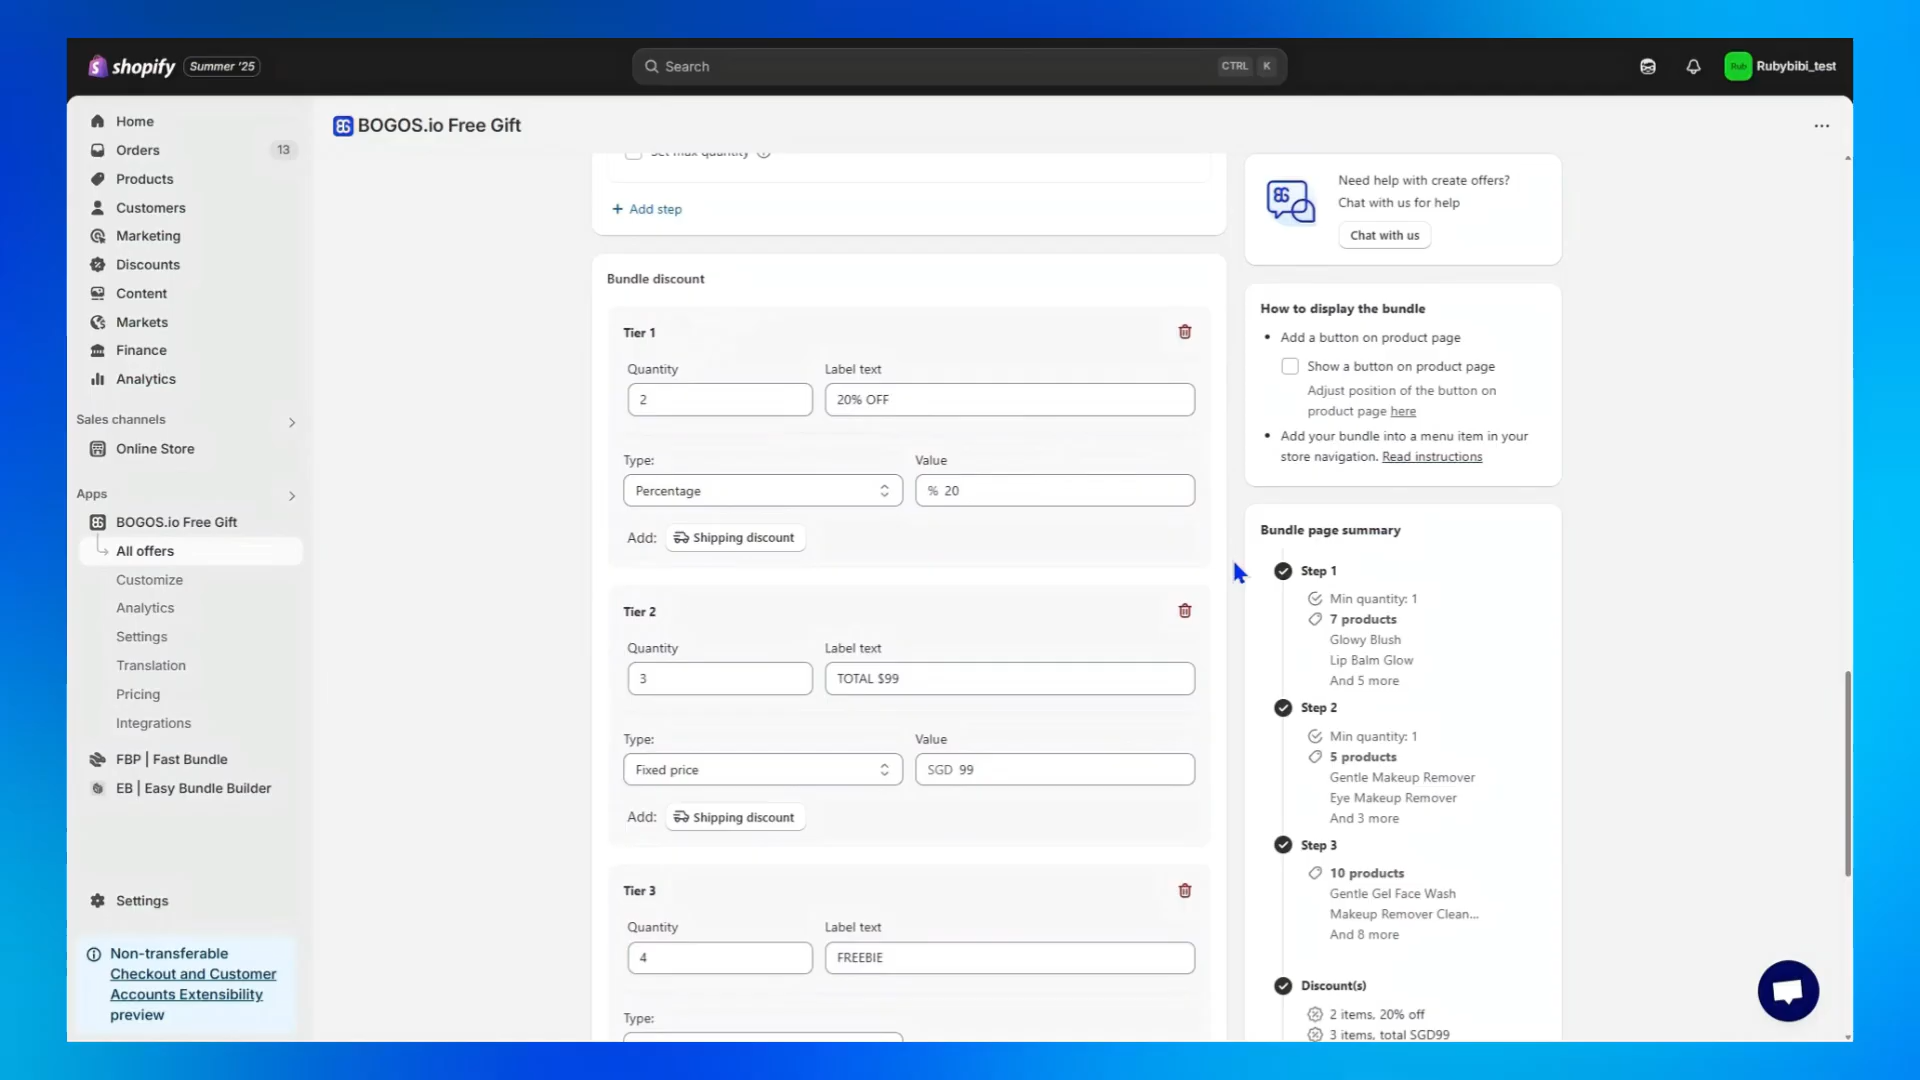 shopify
Summer '25
Search
CTRL K
Rub
Rubybibi_test
Home
Orders 13
Products
Customers
Marketing
Discounts
Content
Markets
Finance
Analytics
Sales channels
Online Store
Apps
BOGOS.io Free Gift
All offers
Customize
Analytics
Settings
Translation
Pricing
Integrations
FBP | Fast Bundle
EB | Easy Bundle Builder
Settings
Non-transferable
Checkout and Customer
Accounts Extensibility
preview
BOGOS.io Free Gift
Set max quantity
+ Add step
Bundle discount
Tier 1
Quantity
Label text
2
20% OFF
Type:
Value
Percentage
% 20
Add: Shipping discount
Tier 2
Quantity
Label text
3
TOTAL $99
Type:
Value
Fixed price
SGD 99
Add: Shipping discount
Tier 3
Quantity
Label text
4
FREEBIE
Type:
Need help with create offers?
Chat with us for help
Chat with us
How to display the bundle
• Add a button on product page
Show a button on product page
Adjust position of the button on
product page here
• Add your bundle into a menu item in your
store navigation. Read instructions
Bundle page summary
Step 1
Min quantity: 1
7 products
Glowy Blush
Lip Balm Glow
And 5 more
Step 2
Min quantity: 1
5 products
Gentle Makeup Remover
Eye Makeup Remover
And 3 more
Step 3
10 products
Gentle Gel Face Wash
Makeup Remover Clean...
And 8 more
Discount(s)
2 items, 20% off
3 items, total SGD99